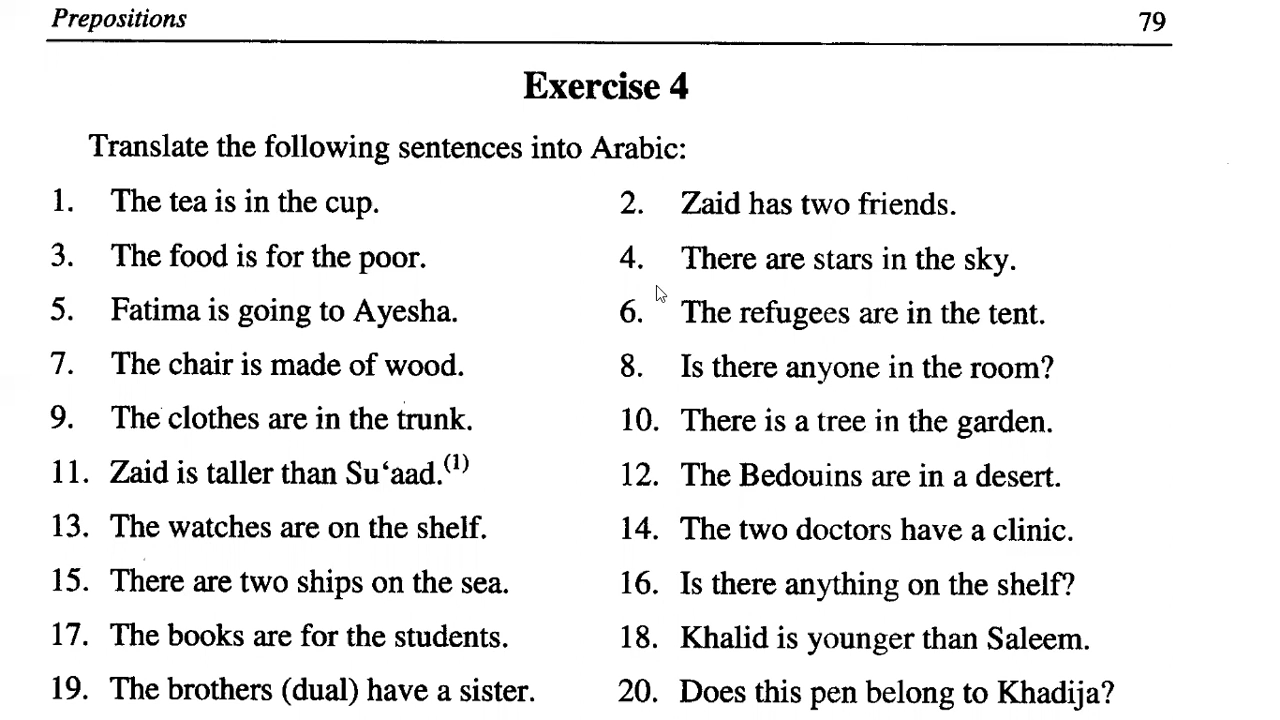 Prepositions 79
Exercise 4
Translate the following sentences into Arabic:
1. The tea is in the cup. 2. Zaid has two friends.
3. The food is for the poor. 4. There are stars in the sky.
5. Fatima is going to Ayesha. 6. The refugees are in the tent.
7. The chair is made of wood. 8. Is there anyone in the room?
9. The clothes are in the trunk. 10. There is a tree in the garden.
11. Zaid is taller than Su‘aad.(1) 12. The Bedouins are in a desert.
13. The watches are on the shelf. 14. The two doctors have a clinic.
15. There are two ships on the sea. 16. Is there anything on the shelf?
17. The books are for the students. 18. Khalid is younger than Saleem.
19. The brothers (dual) have a sister. 20. Does this pen belong to Khadija?